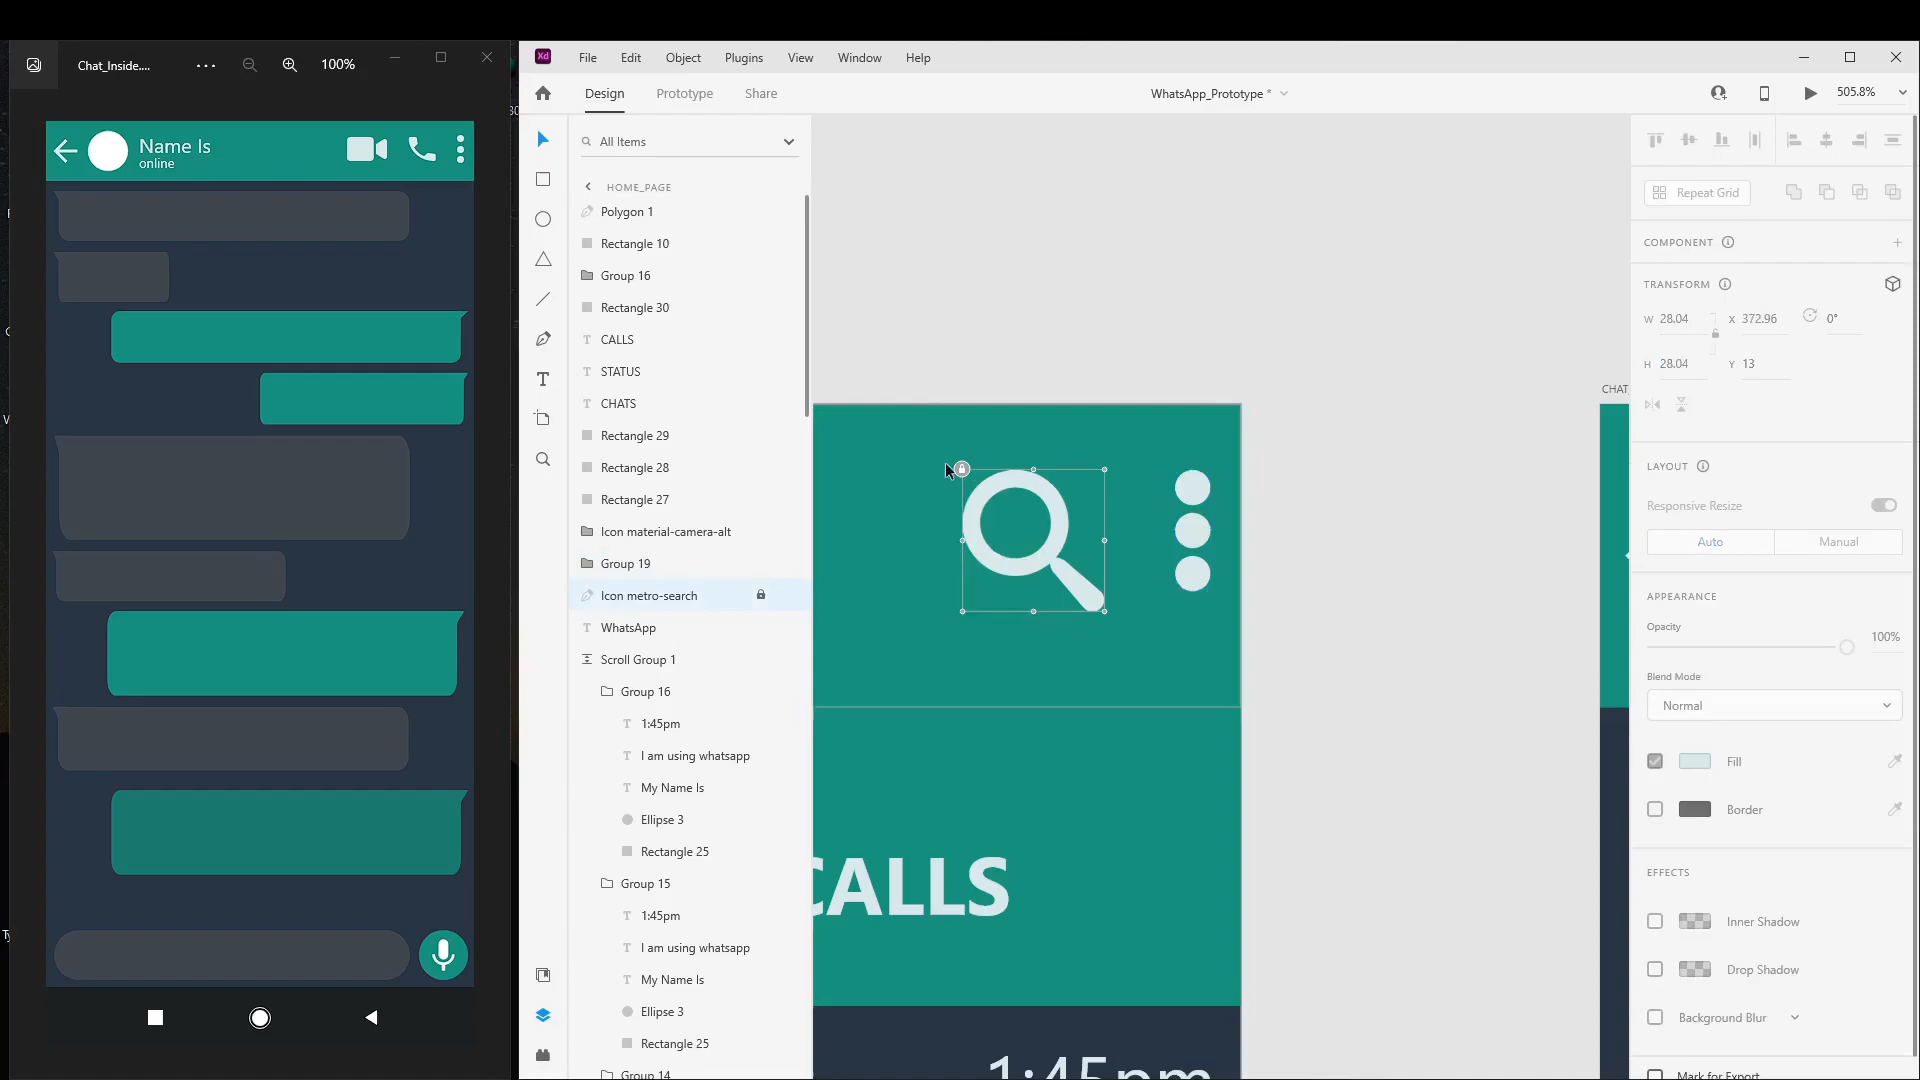 Chat_Inside....
100%
Name Is
online
Xd
File
Edit
Object
Plugins
View
Window
Help
Design
Prototype
Share
WhatsApp_Prototype *
505.8%
All Items
HOME_PAGE
Polygon 1
Rectangle 10
Group 16
Rectangle 30
CALLS
STATUS
CHATS
Rectangle 29
Rectangle 28
Rectangle 27
Icon material-camera-alt
Group 19
Icon metro-search
WhatsApp
Scroll Group 1
Group 16
1:45pm
I am using whatsapp
My Name Is
Ellipse 3
Rectangle 25
Group 15
1:45pm
I am using whatsapp
My Name Is
Ellipse 3
Rectangle 25
Group 14
CALLS
1:45pm
CHAT
Repeat Grid
COMPONENT
TRANSFORM
W 28.04
X 372.96
0°
H 28.04
Y 13
LAYOUT
Responsive Resize
Auto
Manual
APPEARANCE
Opacity
100%
Blend Mode
Normal
Fill
Border
EFFECTS
Inner Shadow
Drop Shadow
Background Blur
Mark for Export